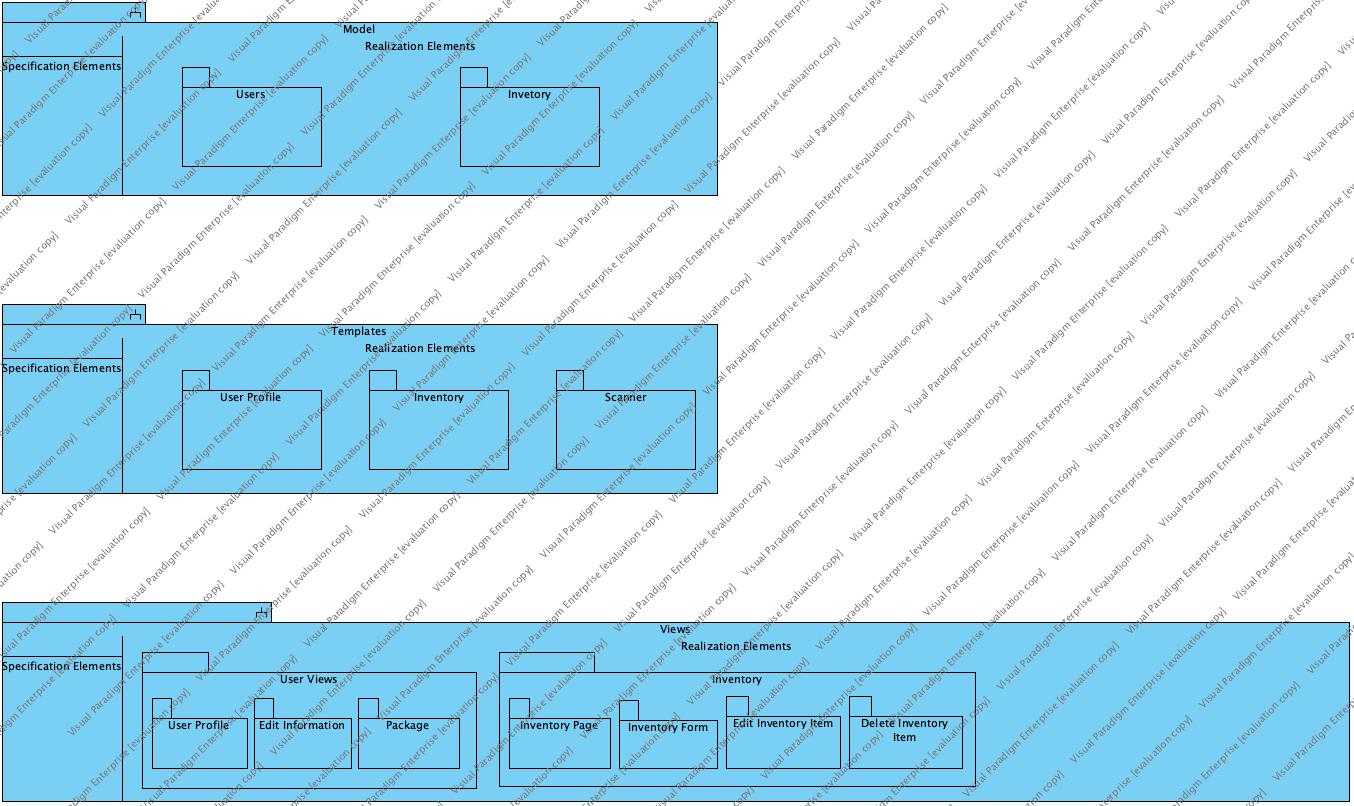 Model
Realization Elements
Specification Elements
Users
Invetory
Templates
Realization Elements
Specification Elements
User Profile
Inventory
Scanner
Views
Realization Elements
Specification Elements
User Views
Inventory
User Profile
Edit Information
Package
Inventory Page
Inventory Form
Edit Inventory Item
Delete Inventory
Item
Visual Paradigm Enterprise [evaluation copy]